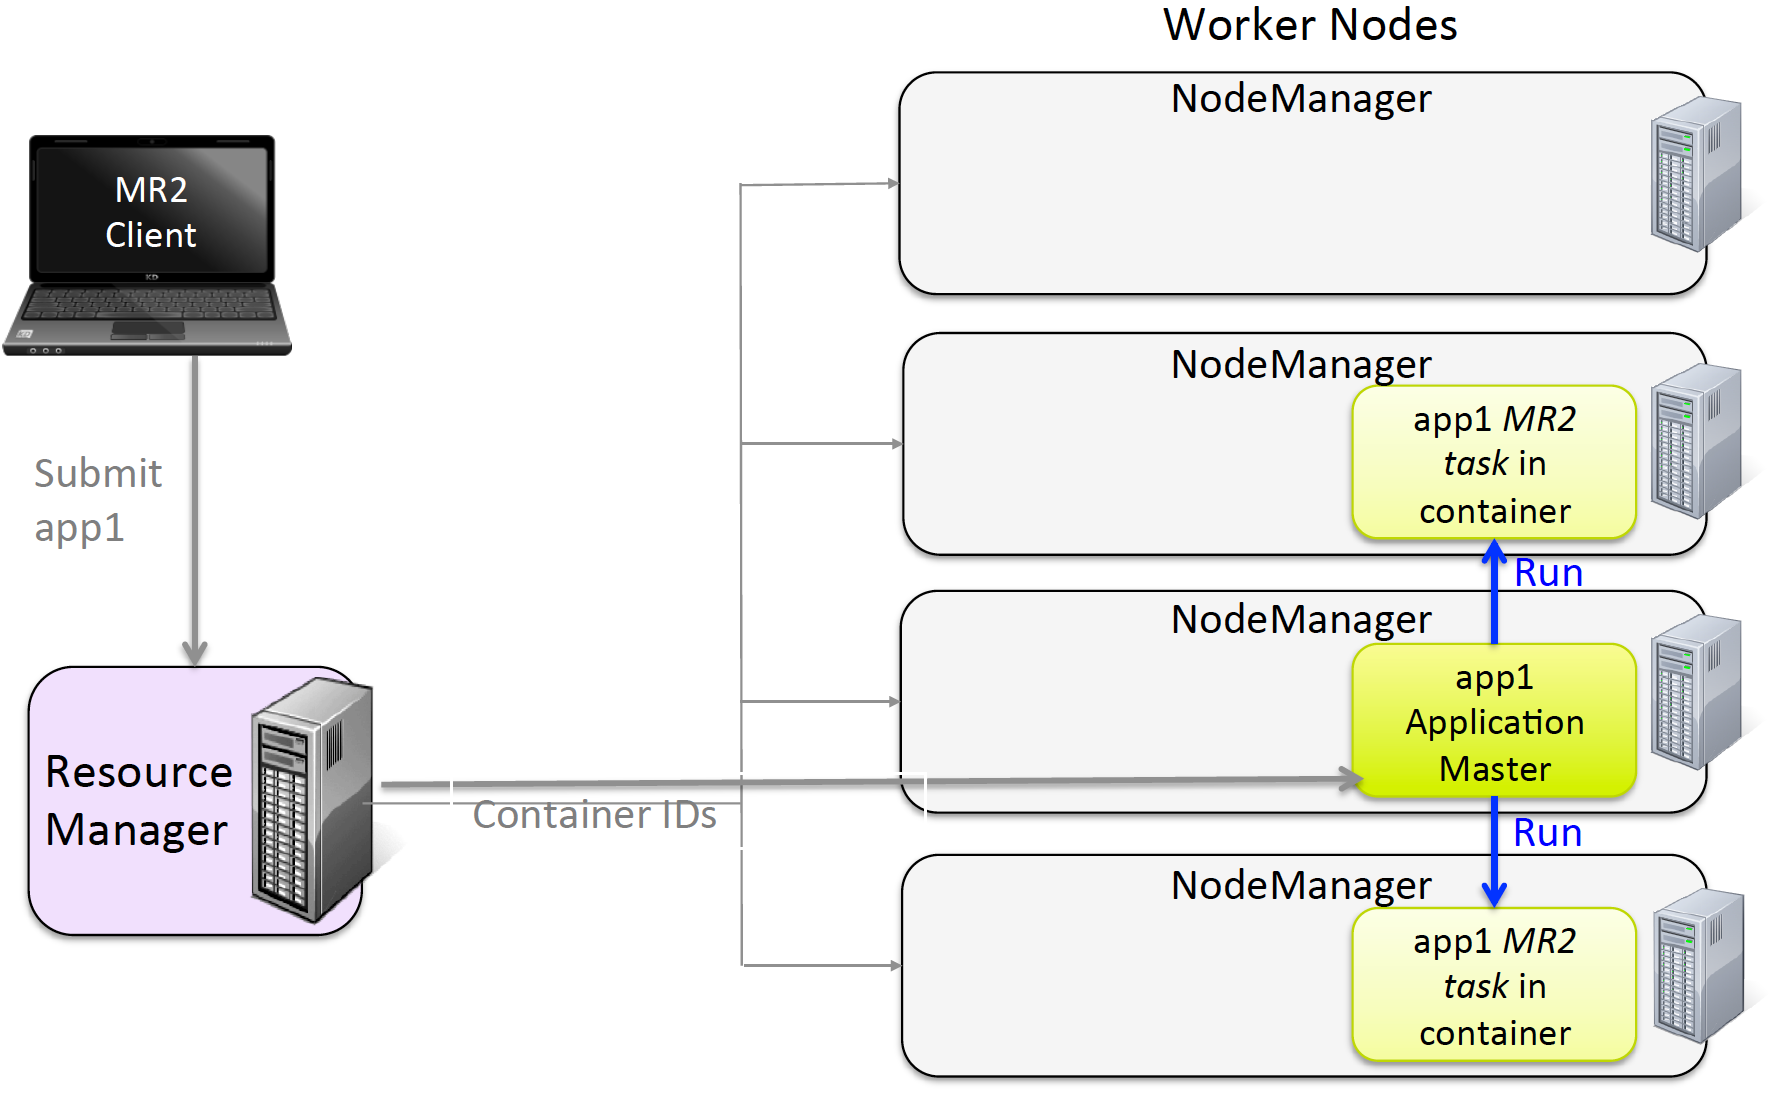 Worker Nodes
NodeManager
MR2
Client
KD
NodeManager
app1 MR2
task in
container
Submit
app1
Run
NodeManager
app1
Application
Master
Resource
Manager
Container IDs
Run
NodeManager
app1 MR2
task in
container